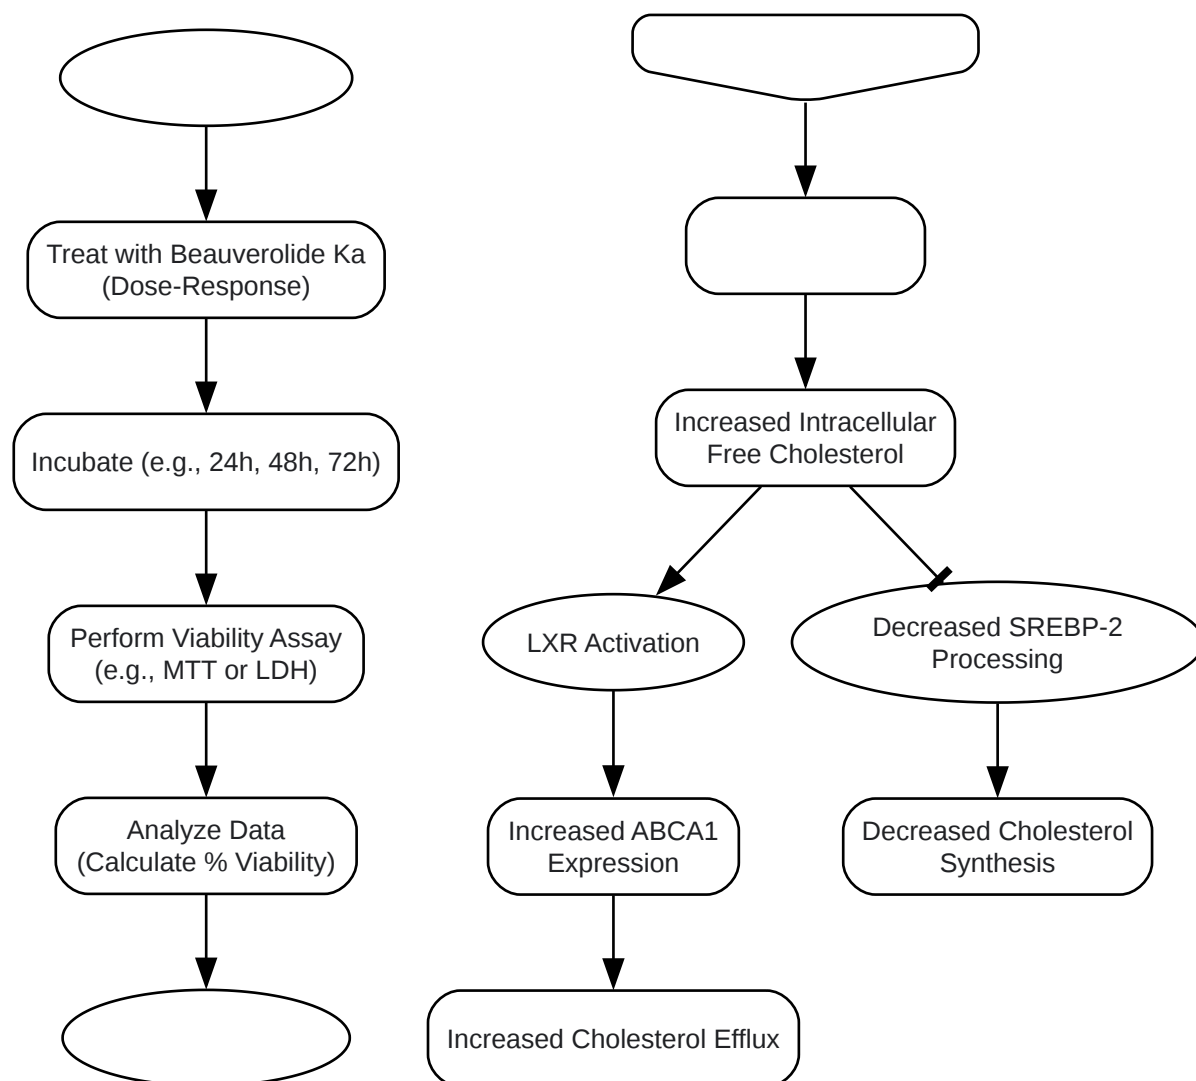 Treat with Beauverolide Ka
(Dose-Response)
Incubate (e.g., 24h, 48h, 72h)
Perform Viability Assay
(e.g., MTT or LDH)
Analyze Data
(Calculate % Viability)
Increased Intracellular
Free Cholesterol
LXR Activation
Decreased SREBP-2
Processing
Increased ABCA1
Expression
Decreased Cholesterol
Synthesis
Increased Cholesterol Efflux